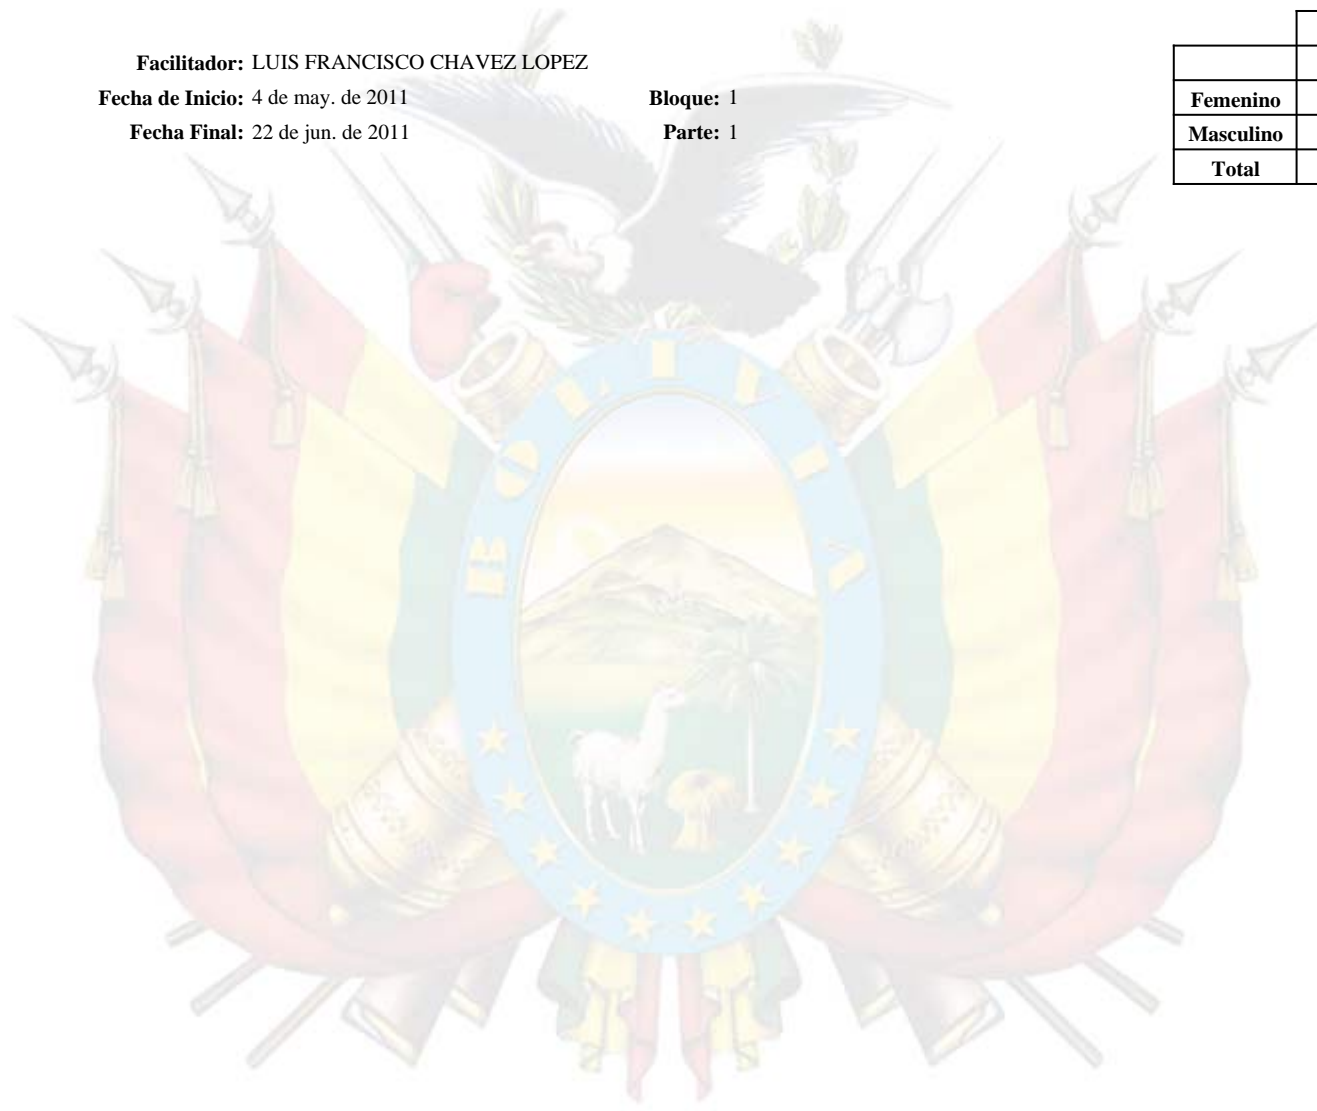 Facilitador: LUIS FRANCISCO CHAVEZ LOPEZ
Fecha de Inicio: 4 de may. de 2011 Bloque: 1
Fecha Final: 22 de jun. de 2011 Parte: 1
Femenino
Masculino
Total
BOLIVIA